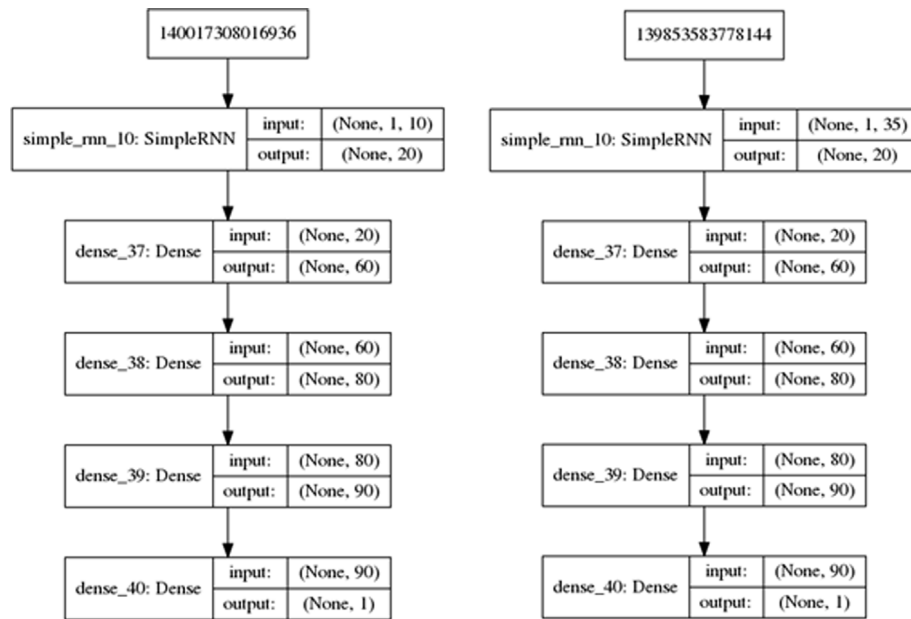 140017308016936
simple_rnn_10: SimpleRNN
input: (None, 1, 10)
output: (None, 20)
dense_37: Dense
input: (None, 20)
output: (None, 60)
dense_38: Dense
input: (None, 60)
output: (None, 80)
dense_39: Dense
input: (None, 80)
output: (None, 90)
dense_40: Dense
input: (None, 90)
output: (None, 1)
139853583778144
simple_rnn_10: SimpleRNN
input: (None, 1, 35)
output: (None, 20)
dense_37: Dense
input: (None, 20)
output: (None, 60)
dense_38: Dense
input: (None, 60)
output: (None, 80)
dense_39: Dense
input: (None, 80)
output: (None, 90)
dense_40: Dense
input: (None, 90)
output: (None, 1)